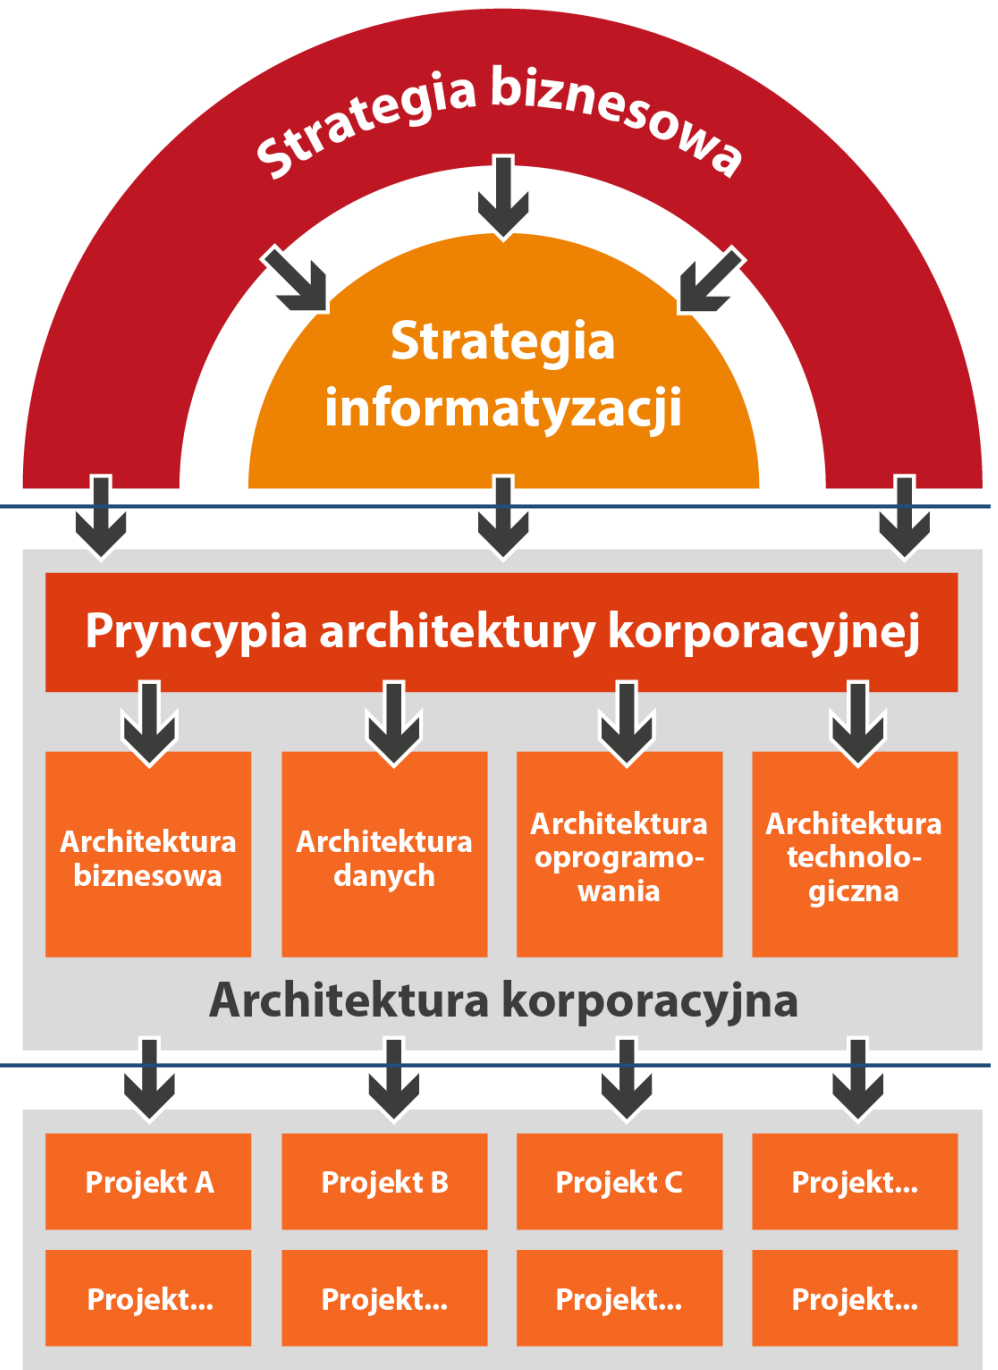 Strategia biznesowa
Strategia
informatyzacji
Pryncypia architektury korporacyjnej
Architektura
biznesowa
Architektura
danych
Architektura
oprogramo-
wania
Architektura
technolo-
giczna
Architektura korporacyjna
Projekt A
Projekt B
Projekt C
Projekt...
Projekt...
Projekt...
Projekt...
Projekt...